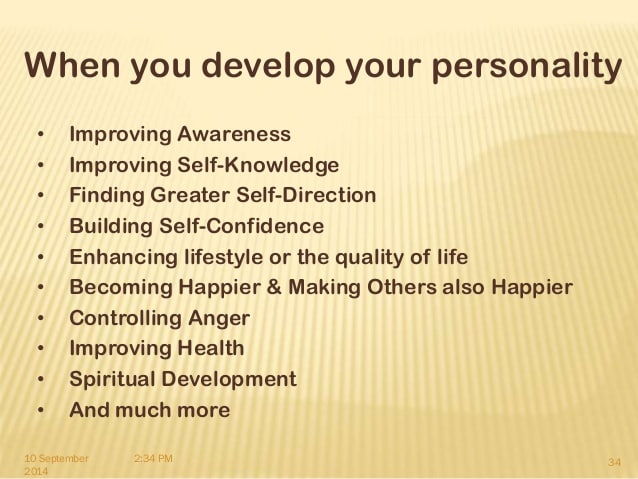 When you develop your personality
• Improving Awareness
• Improving Self-Knowledge
• Finding Greater Self-Direction
• Building Self-Confidence
• Enhancing lifestyle or the quality of life
• Becoming Happier & Making Others also Happier
• Controlling Anger
• Improving Health
• Spiritual Development
• And much more
10 September 2:34 PM 34
2014